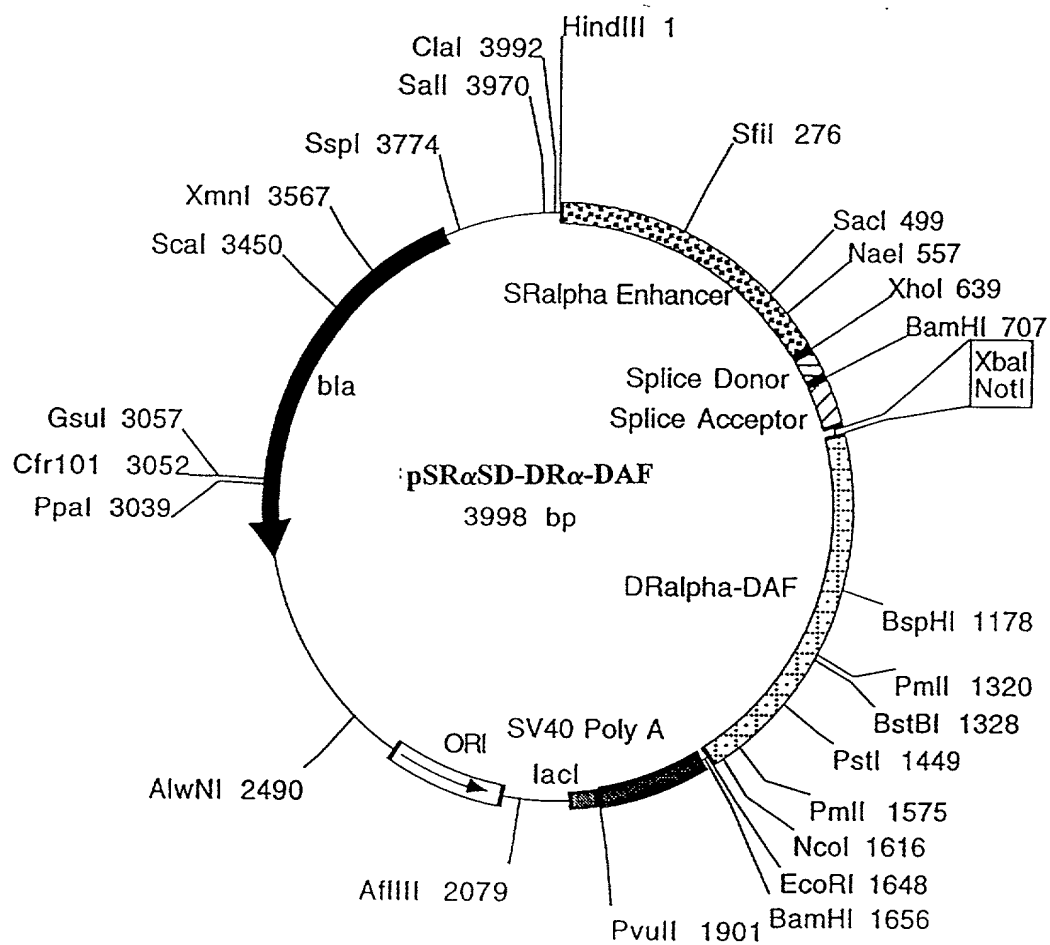 HindIII 1
ClaI 3992
SalI 3970
SspI 3774
XmnI 3567
ScaI 3450
SfiI 276
SacI 499
NaeI 557
XhoI 639
BamHI 707
XbaI
NotI
SRalpha Enhancer
Splice Donor
Splice Acceptor
bla
GsuI 3057
Cfr101 3052
PpaI 3039
pSRαSD-DRα-DAF
3998 bp
DRalpha-DAF
BspHI 1178
PmlI 1320
BstBI 1328
PstI 1449
PmlI 1575
NcoI 1616
EcoRI 1648
BamHI 1656
PvuII 1901
SV40 Poly A
lacI
ORI
AflIII 2079
AlwNI 2490